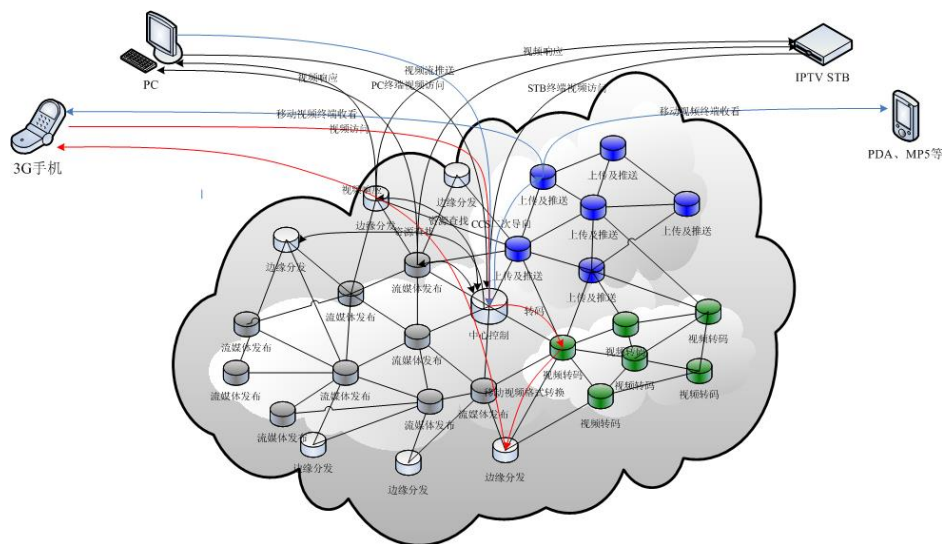 视频响应
视频响应
视频流推送
PC
视频响应
PC终端视频访问
STB终端视频访问
IPTV STB
移动视频终端收看
移动视频终端收看
视频访问
3G手机
PDA、MP5等
上传及推送
视频响应
边缘分发
上传及推送
边缘分发
资源查找
CCS二次导向
上传及推送
上传及推送
资源查找
边缘分发
流媒体发布
上传及推送
上传及推送
流媒体发布
转码
中心控制
视频转码
流媒体发布
流媒体发布
视频转码
视频转码
流媒体发布
流媒体发布
移动视频格式转换
视频转码
视频转码
流媒体发布
流媒体发布
流媒体发布
视频转码
边缘分发
边缘分发
边缘分发